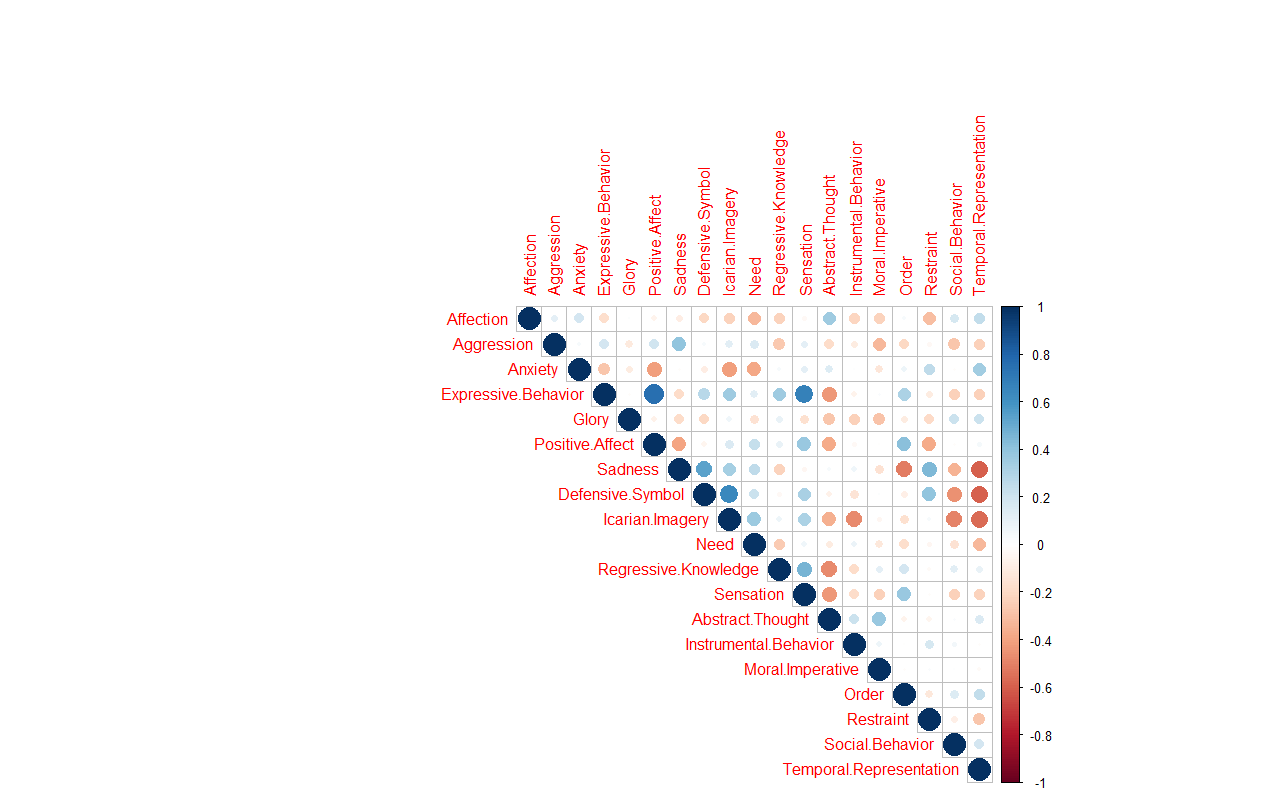 Affection
Aggression
Anxiety
Expressive.Behavior
Glory
Positive.Affect
Sadness
Defensive.Symbol
Icarian.Imagery
Need
Regressive.Knowledge
Sensation
Abstract.Thought
Instrumental.Behavior
Moral.Imperative
Order
Restraint
Social.Behavior
Temporal.Representation
Affection
Aggression
Anxiety
Expressive.Behavior
Glory
Positive.Affect
Sadness
Defensive.Symbol
Icarian.Imagery
Need
Regressive.Knowledge
Sensation
Abstract.Thought
Instrumental.Behavior
Moral.Imperative
Order
Restraint
Social.Behavior
Temporal.Representation
1
0.8
0.6
0.4
0.2
0
-0.2
-0.4
-0.6
-0.8
-1